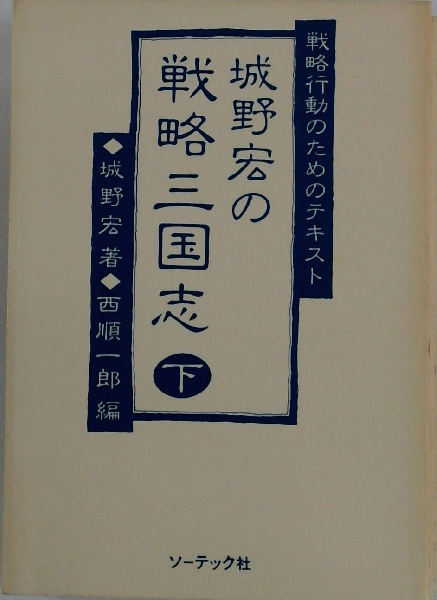 戦略行動のためのテキスト
城野宏の
戦略三国志 下
◆城野宏 著◆西順一郎 編
ソーテック社